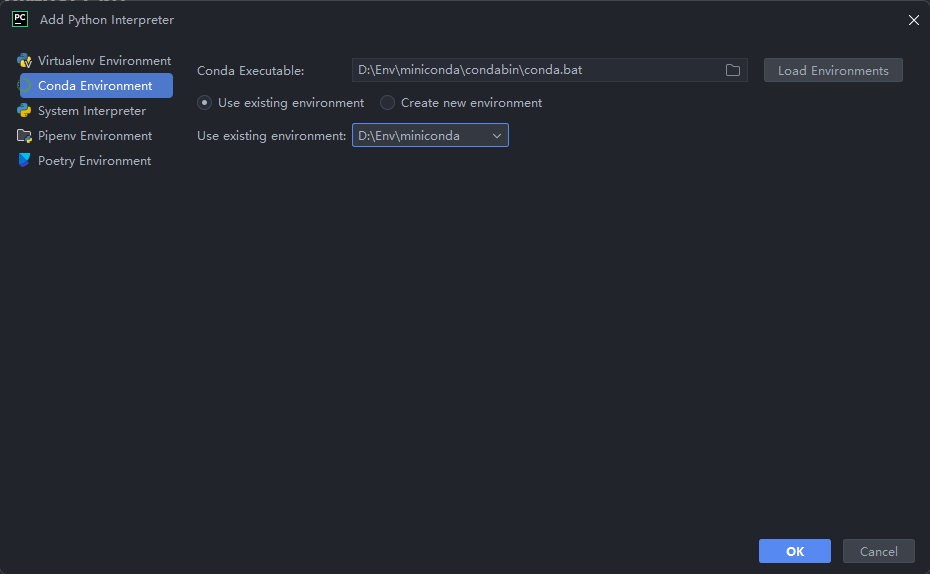 PC Add Python Interpreter
Virtualenv Environment
Conda Environment
System Interpreter
Pipenv Environment
Poetry Environment
Conda Executable: D:\Env\miniconda\condabin\conda.bat Load Environments
Use existing environment Create new environment
Use existing environment: D:\Env\miniconda
OK Cancel